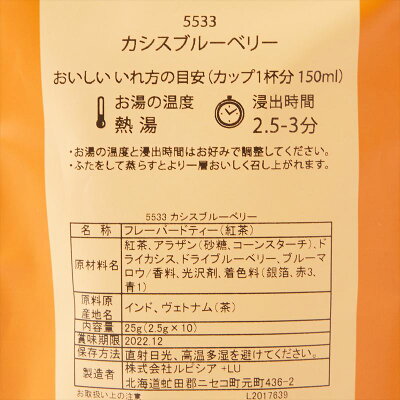 5533
カシスブルーベリー
おいしい いれ方の目安（カップ1杯分 150ml）
お湯の温度
熱湯
浸出時間
2.5-3分
・お湯の温度と浸出時間はお好みで調整してください。
・ふたをして蒸らすとより一層おいしく召し上がれます。
5533 カシスブルーベリー
名 称 フレーバードティー（紅茶）
原材料名 紅茶、アラザン（砂糖、コーンスターチ）、ド
ライカシス、ドライブルーベリー、ブルーマ
ロウ/香料、光沢剤、着色料（銀箔、赤3、
青1）
原料原産地名 インド、ヴェトナム（茶）
内容量 25g（2.5g×10）
賞味期限 2022.12
保存方法 直射日光、高温多湿を避けてください。
製造者 株式会社ルピシア +LU
北海道虻田郡ニセコ町元町436-2
お取扱い上の注意 L2017639